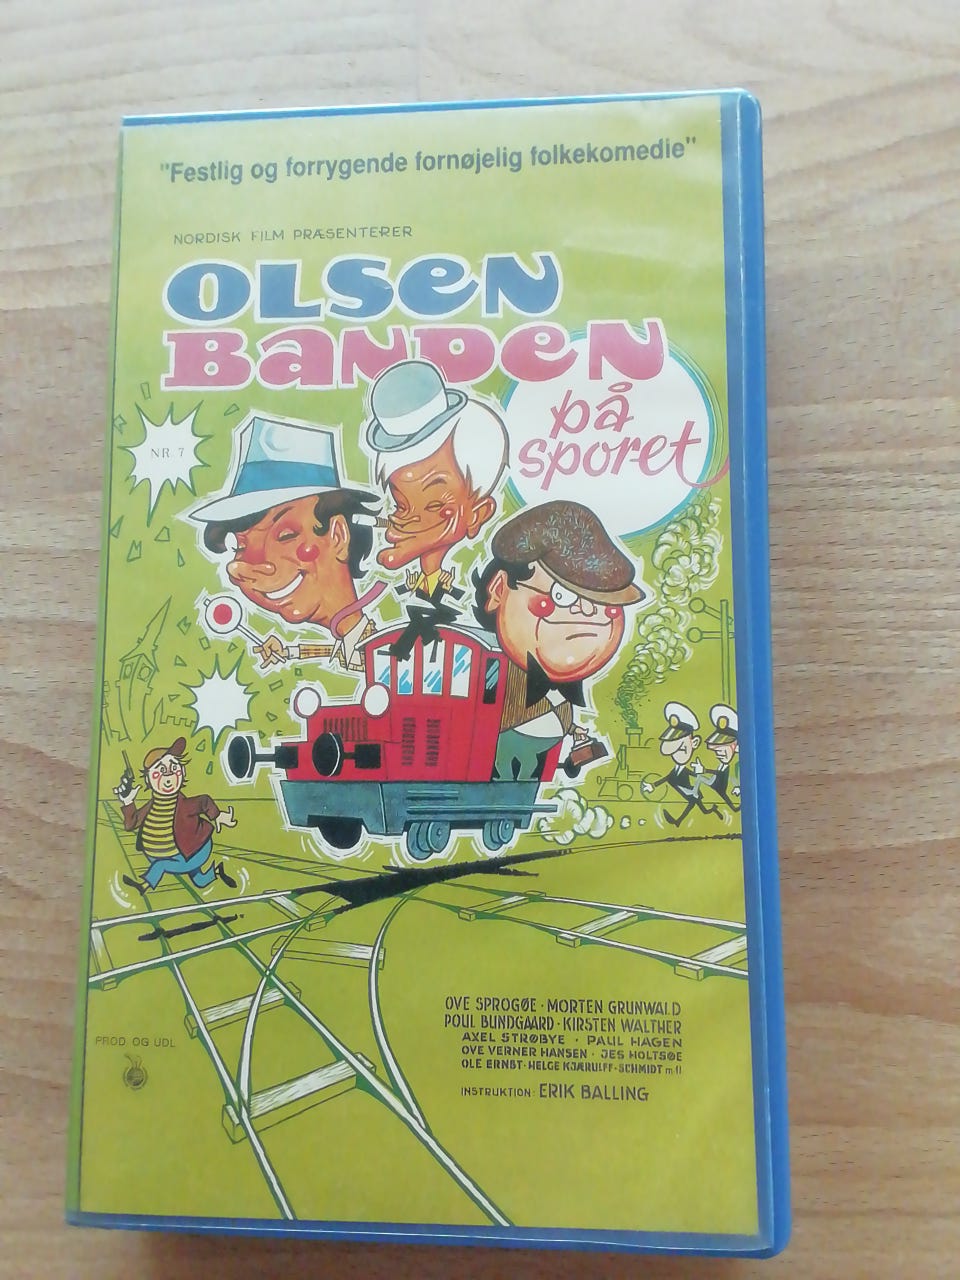 "Festlig og forrygende fornøjelig folkekomedie"
NORDISK FILM PRÆSENTERER
OLSEN
BANDEN
på
sporet
NR. 7
OVE SPROGØE · MORTEN GRUNWALD
POUL BUNDGAARD · KIRSTEN WALTHER
AXEL STRØBYE · PAUL HAGEN
OVE VERNER HANSEN · JES HOLTSØE
OLE ERNST · HELGE KJÆRULFF-SCHMIDT m.fl.
INSTRUKTION: ERIK BALLING
PROD OG UDL